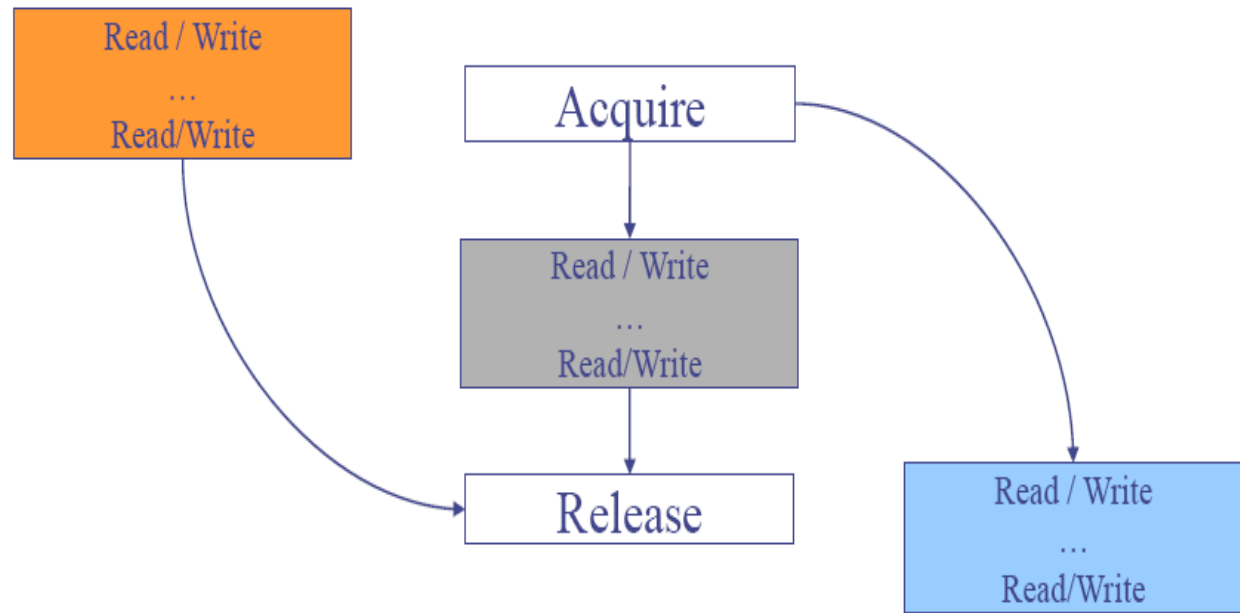 Read / Write
…
Read/Write
Acquire
Read / Write
…
Read/Write
Release
Read / Write
…
Read/Write